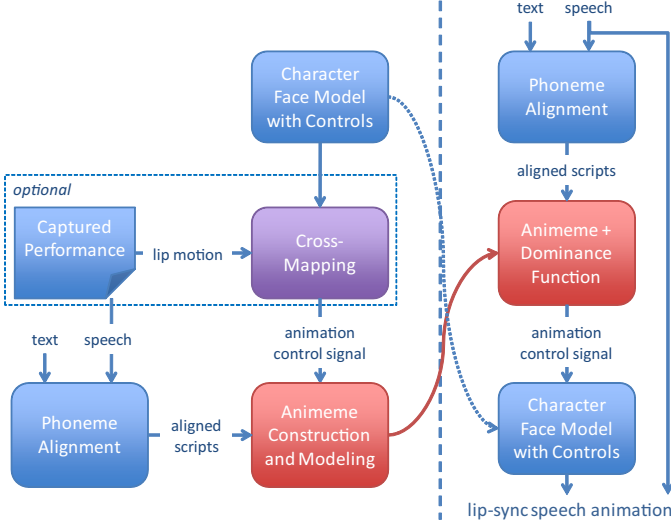 Character
Face Model
with Controls
optional
Captured
Performance
lip motion
Cross-
Mapping
text
speech
animation
control signal
Phoneme
Alignment
aligned
scripts
Animeme
Construction
and Modeling
text
speech
Phoneme
Alignment
aligned scripts
Animeme +
Dominance
Function
animation
control signal
Character
Face Model
with Controls
lip-sync speech animation